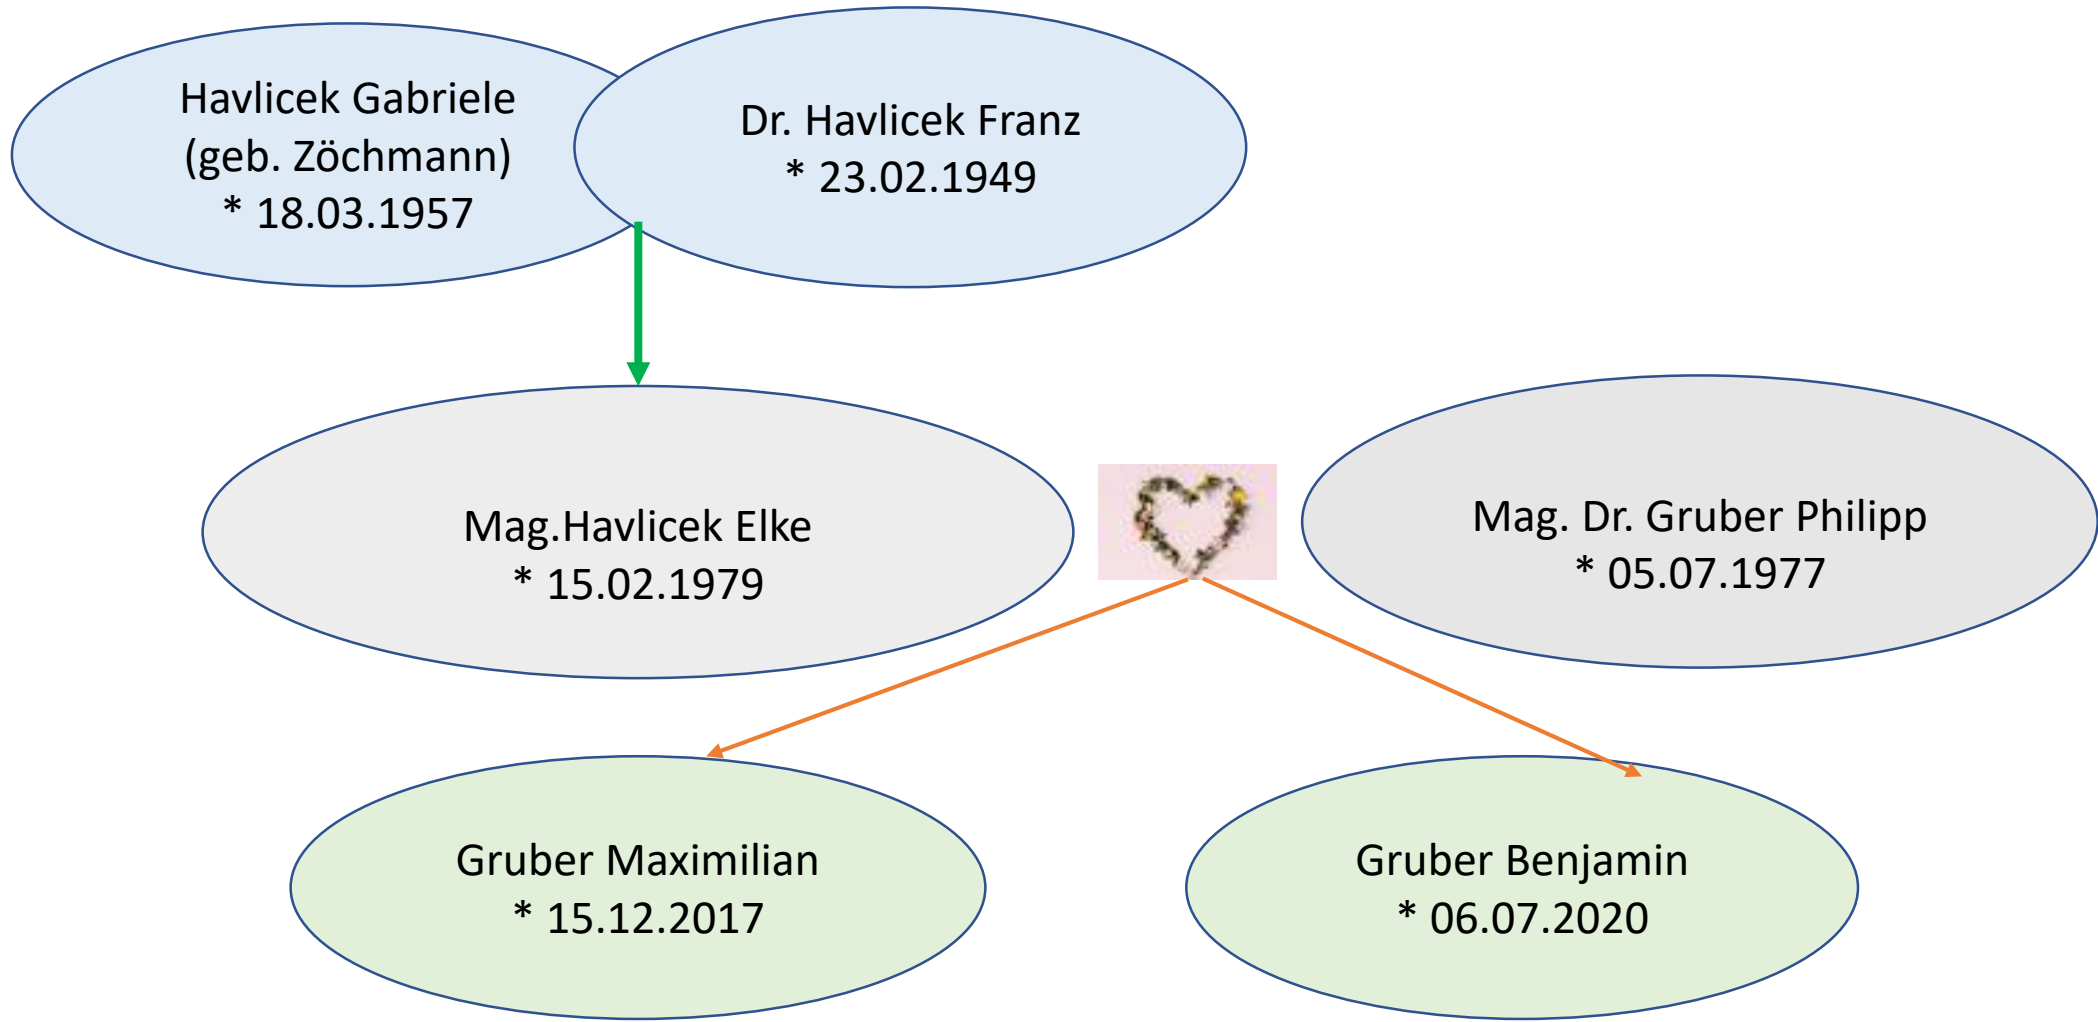 Havlicek Gabriele
(geb. Zöchmann)
* 18.03.1957
Dr. Havlicek Franz
* 23.02.1949
Mag.Havlicek Elke
* 15.02.1979
Mag. Dr. Gruber Philipp
* 05.07.1977
Gruber Maximilian
* 15.12.2017
Gruber Benjamin
* 06.07.2020